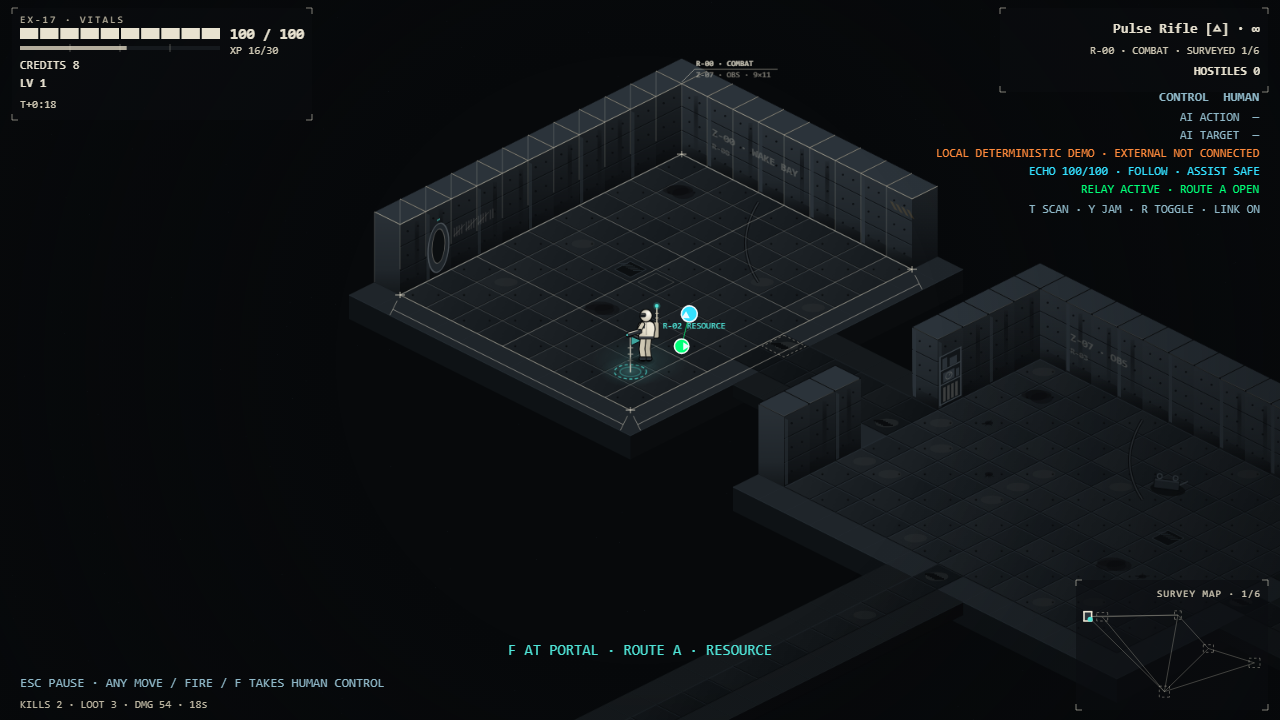 EX-17 · VITALS
100 / 100
XP 16/30
CREDITS 8
LV 1
T+0:18
R-00 · COMBAT
Z-07 · OBS · 9×11
Pulse Rifle [▲] · ∞
R-00 · COMBAT · SURVEYED 1/6
HOSTILES 0
CONTROL HUMAN
AI ACTION —
AI TARGET —
LOCAL DETERMINISTIC DEMO · EXTERNAL NOT CONNECTED
ECHO 100/100 · FOLLOW · ASSIST SAFE
RELAY ACTIVE · ROUTE A OPEN
T SCAN · Y JAM · R TOGGLE · LINK ON
Z-00 · WAKE BAY
R-00
R-02 RESOURCE
Z-07 · OBS
SURVEY MAP · 1/6
F AT PORTAL · ROUTE A · RESOURCE
ESC PAUSE · ANY MOVE / FIRE / F TAKES HUMAN CONTROL
KILLS 2 · LOOT 3 · DMG 54 · 18s